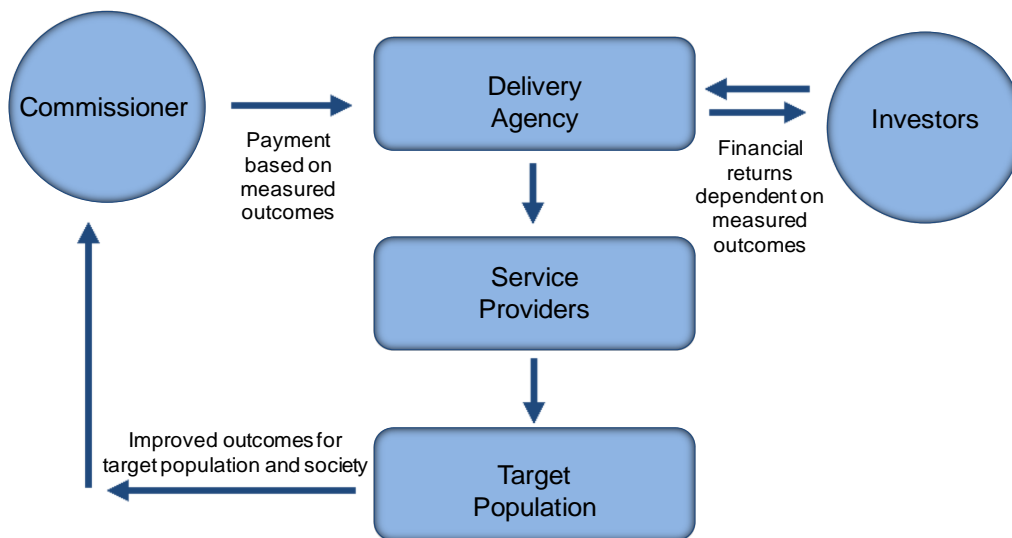 Commissioner
Payment
based on
measured
outcomes
Delivery
Agency
Investors
Financial
returns
dependent on
measured
outcomes
Service
Providers
Improved outcomes for
target population and society
Target
Population